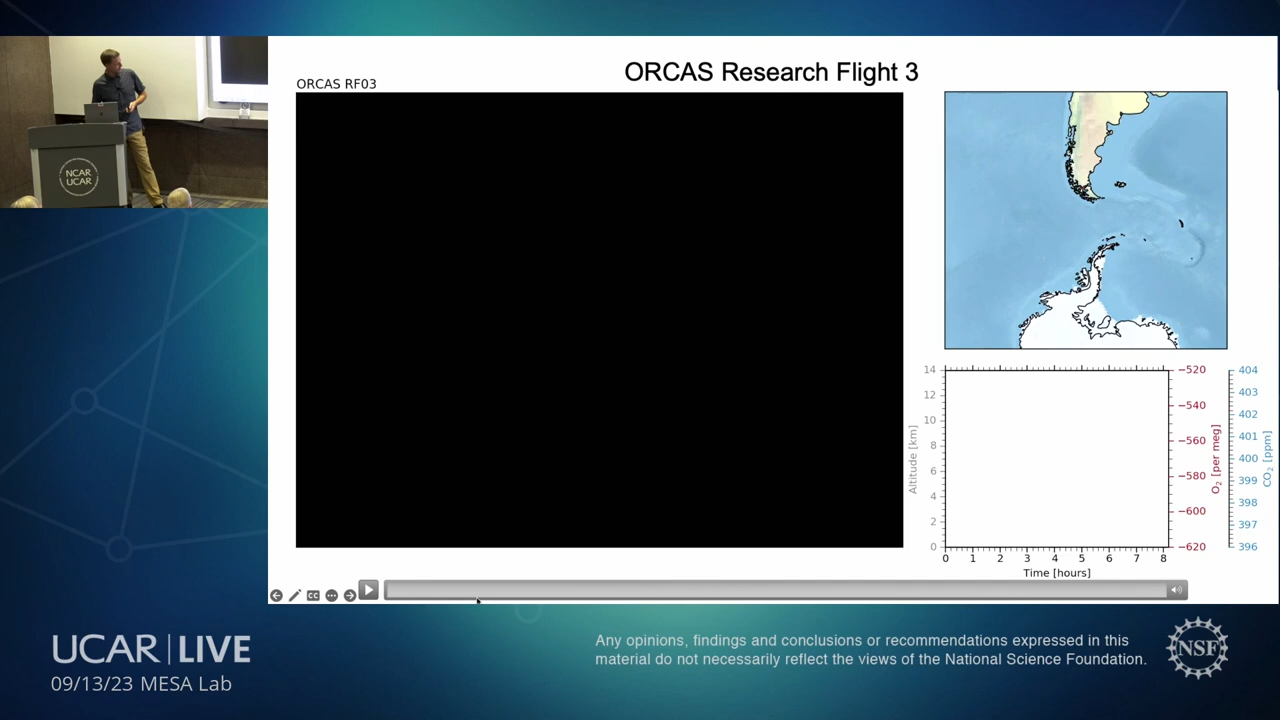 ORCAS Research Flight 3
ORCAS RF03
NCAR
UCAR
14
12
10
8
6
4
2
0
Altitude [km]
0 1 2 3 4 5 6 7 8
Time [hours]
−520
−540
−560
−580
−600
−620
O₂ [per meg]
404
403
402
401
400
399
398
397
396
CO₂ [ppm]
CC
UCAR | LIVE
09/13/23 MESA Lab
Any opinions, findings and conclusions or recommendations expressed in this
material do not necessarily reflect the views of the National Science Foundation.
NSF